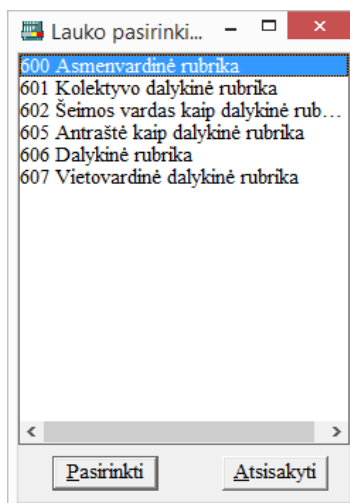 Lauko pasirinki...
600 Asmenvardinė rubrika
601 Kolektyvo dalykinė rubrika
602 Šeimos vardas kaip dalykinė rub...
605 Antraštė kaip dalykinė rubrika
606 Dalykinė rubrika
607 Vietovardinė dalykinė rubrika
Pasirinkti Atsisakyti